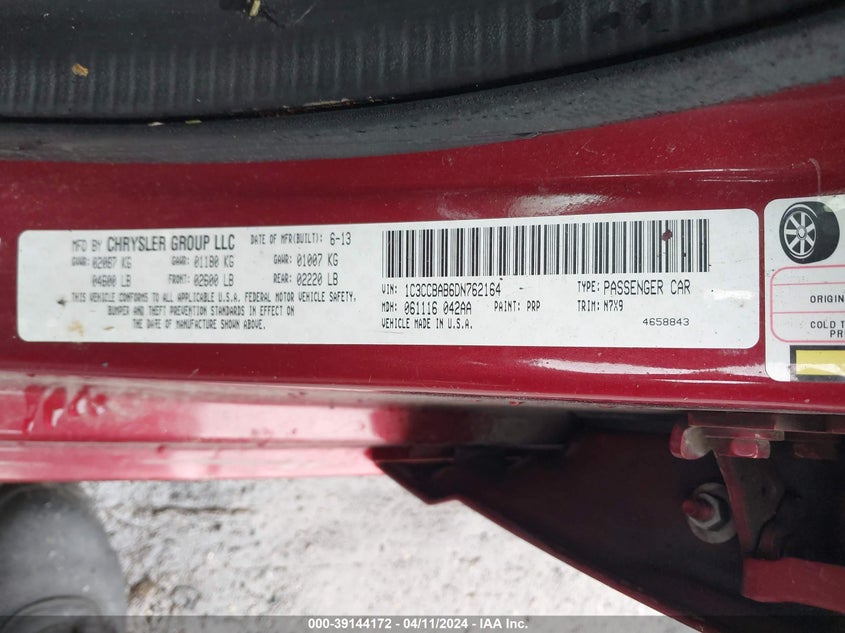 MFD BY CHRYSLER GROUP LLC DATE OF MFR(BUILT): 6-13
GVWR: 02087 KG GAWR: 01180 KG GAWR: 01007 KG
04600 LB FRONT: 02600 LB REAR: 02220 LB
THIS VEHICLE CONFORMS TO ALL APPLICABLE U.S.A. FEDERAL MOTOR VEHICLE SAFETY,
BUMPER AND THEFT PREVENTION STANDARDS IN EFFECT ON
THE DATE OF MANUFACTURE SHOWN ABOVE.
VIN: 1C3CCBAB6DN762164 TYPE: PASSENGER CAR
MDH: 061116 042AA PAINT: PRP TRIM: N7X9
VEHICLE MADE IN U.S.A. 4658843
ORIGIN
COLD T
PR
000-39144172 - 04/11/2024 - IAA Inc.